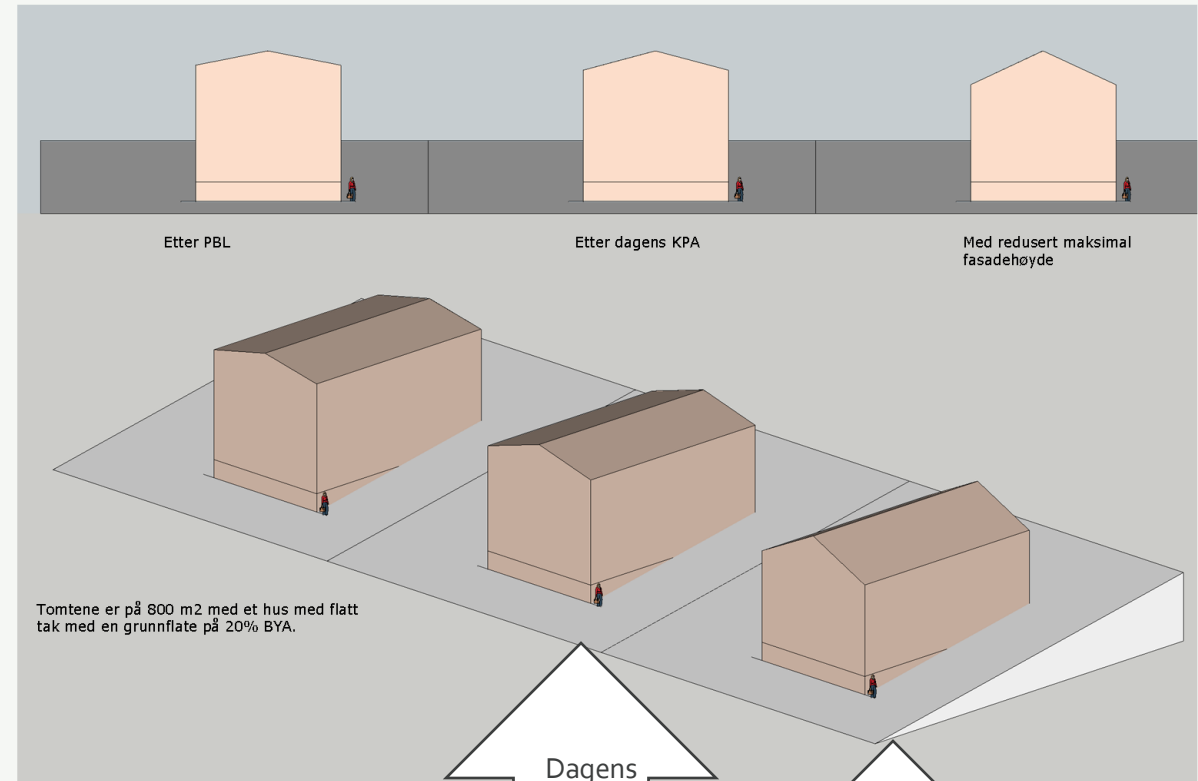 Etter PBL
Etter dagens KPA
Med redusert maksimal
fasadehøyde
Tomtene er på 800 m2 med et hus med flatt
tak med en grunnflate på 20% BYA.
Dagens